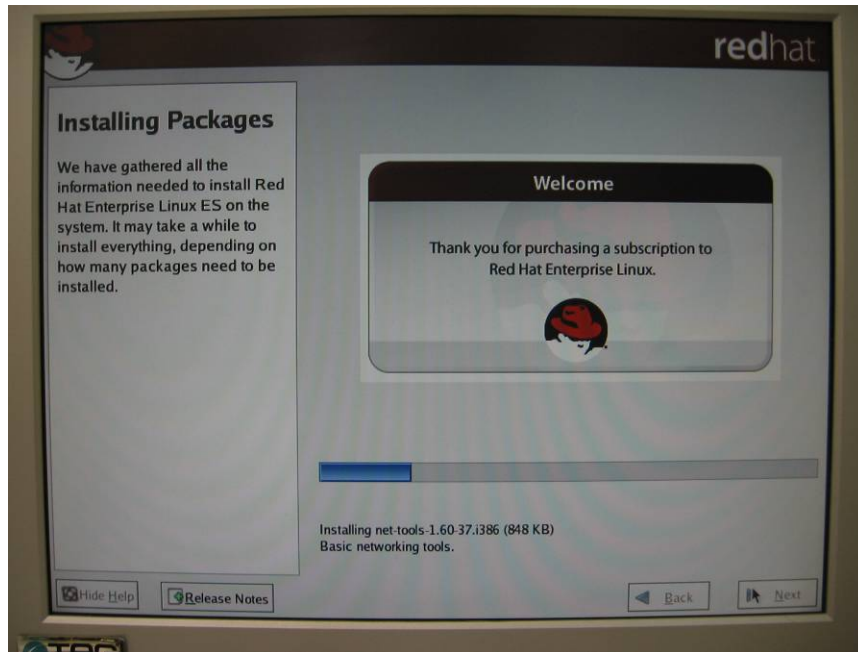 redhat.
Installing Packages
We have gathered all the
information needed to install Red
Hat Enterprise Linux ES on the
system. It may take a while to
install everything, depending on
how many packages need to be
installed.
Welcome
Thank you for purchasing a subscription to
Red Hat Enterprise Linux.
Installing net-tools-1.60-37.i386 (848 KB)
Basic networking tools.
Hide Help
Release Notes
Back
Next